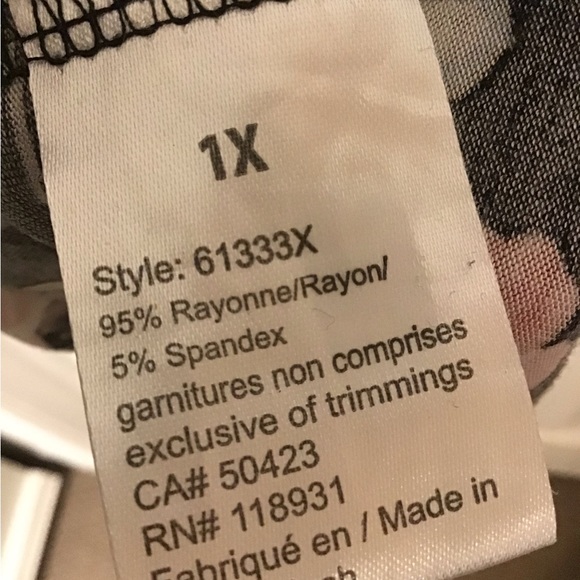 1X
Style: 61333X
95% Rayonne/Rayon/
5% Spandex
garnitures non comprises
exclusive of trimmings
CA# 50423
RN# 118931
Fabriqué en / Made in